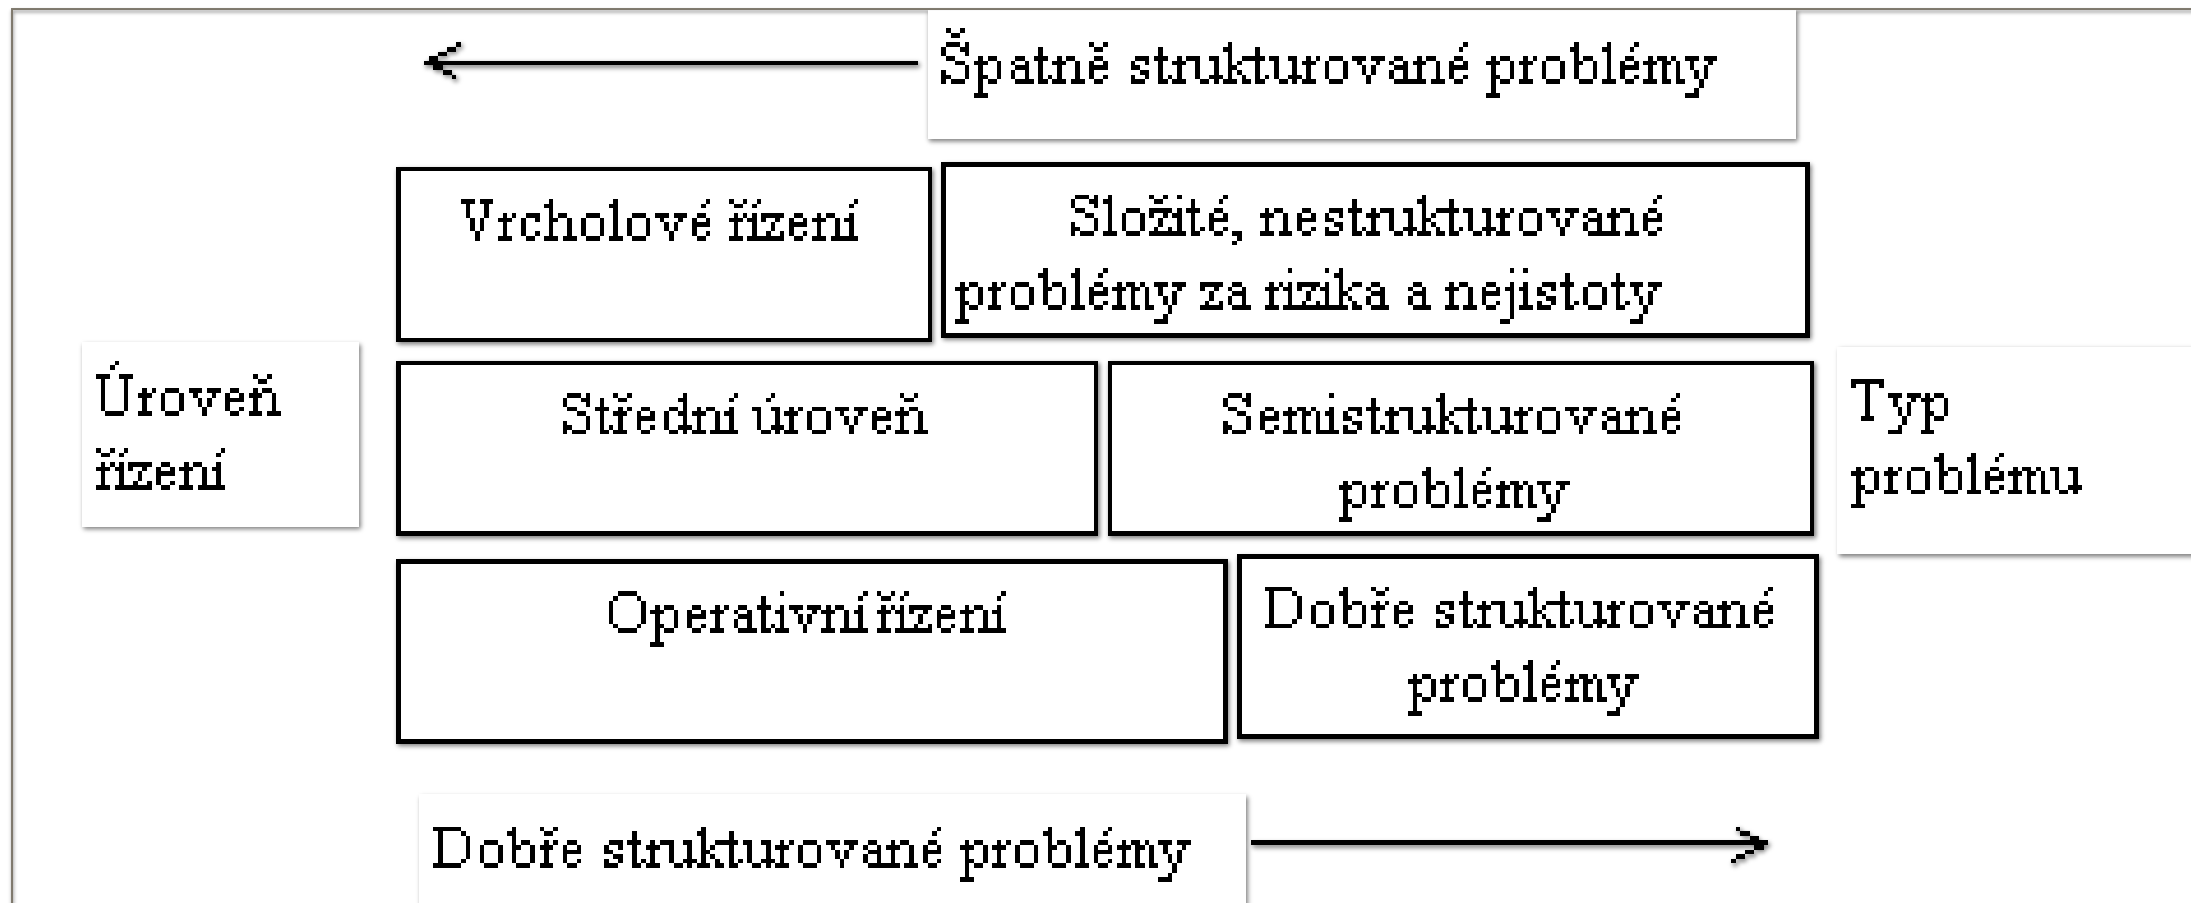 Špatně strukturované problémy
Vrcholové řízení
Složité, nestrukturované
problémy za rizika a nejistoty
Úroveň
řízení
Střední úroveň
Semistrukturované
problémy
Typ
problému
Operativní řízení
Dobře strukturované
problémy
Dobře strukturované problémy